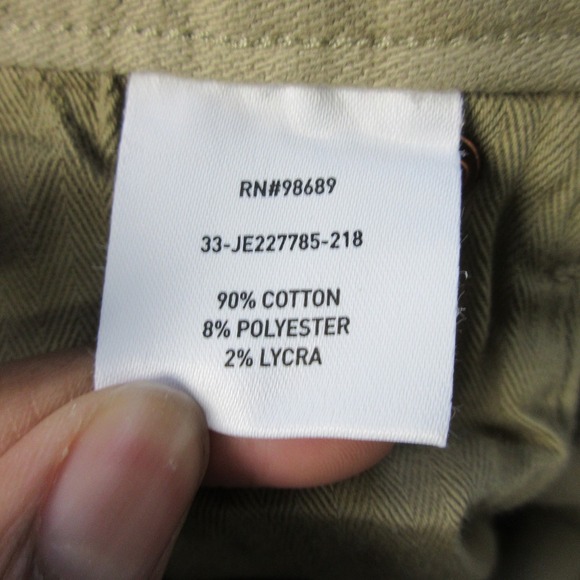 RN#98689
33-JE227785-218
90% COTTON
8% POLYESTER
2% LYCRA